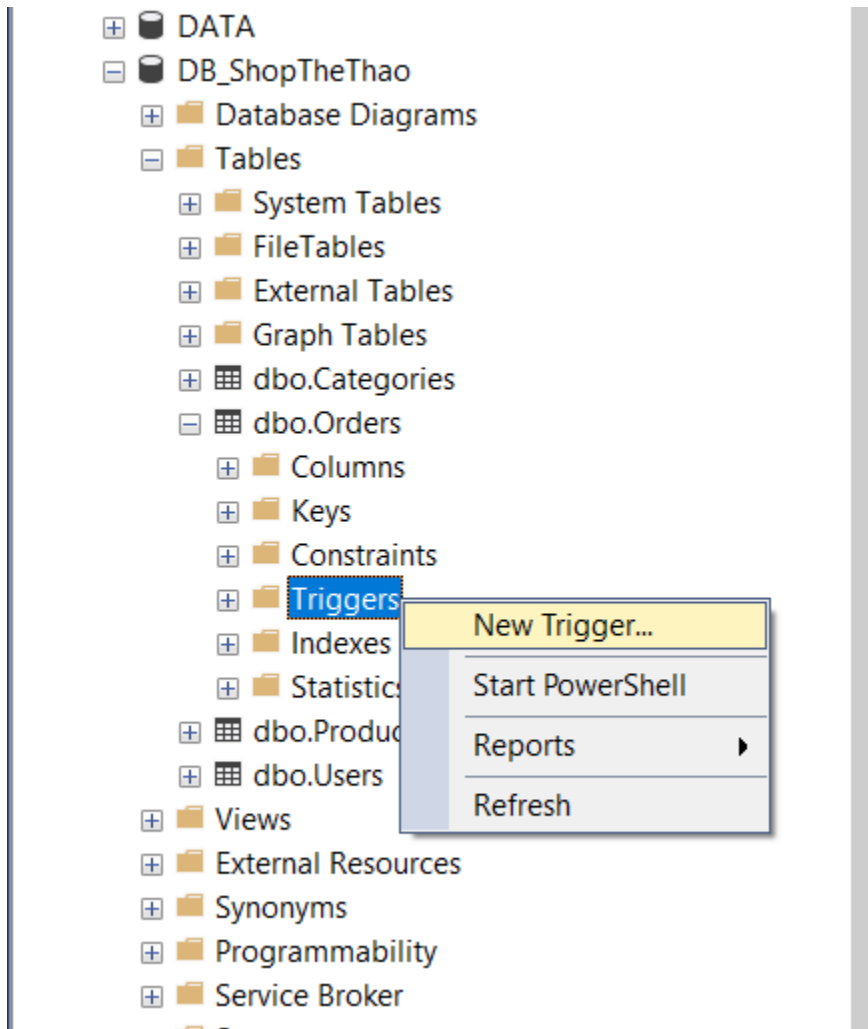 DATA
DB_ShopTheThao
Database Diagrams
Tables
System Tables
FileTables
External Tables
Graph Tables
dbo.Categories
dbo.Orders
Columns
Keys
Constraints
Triggers
New Trigger...
Indexes
Start PowerShell
Statistics
dbo.Produc
Reports
dbo.Users
Refresh
Views
External Resources
Synonyms
Programmability
Service Broker